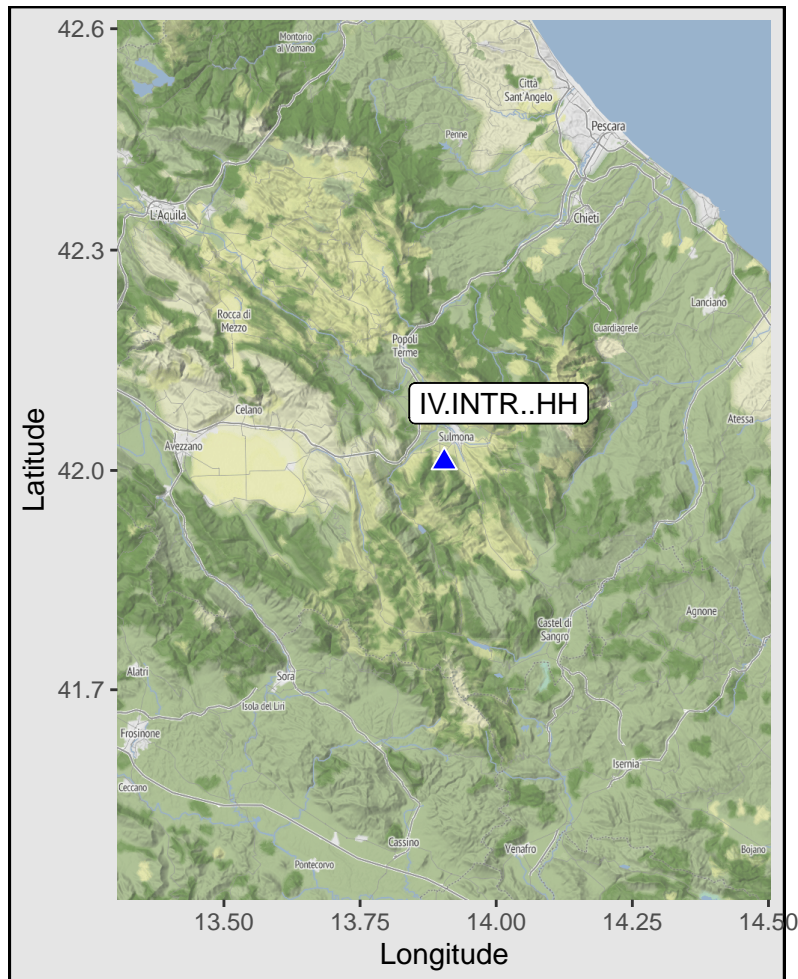 42.6
Montorio
al Vomano
Città
Sant'Angelo
Pescara
Penne
L'Aquila
Chieti
42.3
Lanciano
Rocca di
Mezzo
Guardiagrele
Popoli
Terme
IV.INTR..HH
Celano
Atessa
Avezzano
Sulmona
42.0
Latitude
Agnone
Castel di
Sangro
41.7
Alatri
Sora
Isola del Liri
Frosinone
Isernia
Ceccano
Cassino
Venafro
Bojano
Pontecorvo
13.50 13.75 14.00 14.25 14.50
Longitude